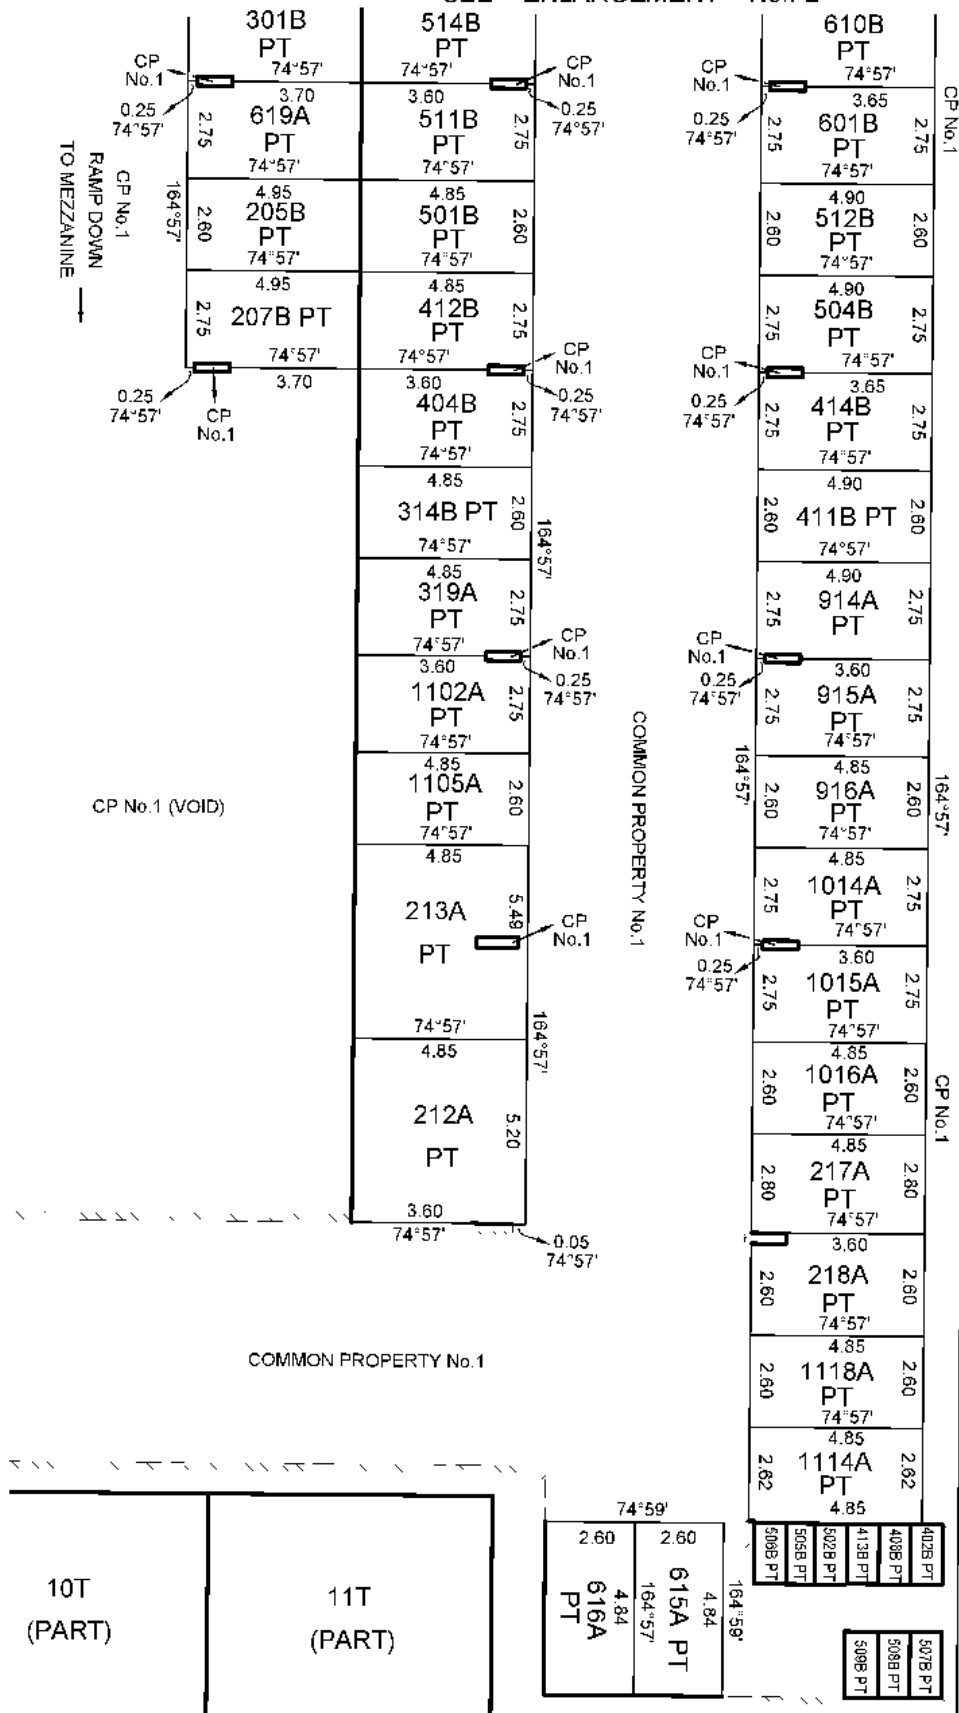 301B
PT
74°57'
514B
PT
74°57'
610B
PT
74°57'
CP
No.1
CP
No.1
CP
No.1
0.25
74°57'
3.70
3.60
0.25
74°57'
0.25
74°57'
3.65
CP No.1
2.75
619A
PT
74°57'
511B
PT
74°57'
2.75
2.75
601B
PT
74°57'
2.75
RAMP DOWN
TO MEZZANINE
CP No.1
164°57'
4.95
4.85
4.90
2.60
205B
PT
74°57'
501B
PT
74°57'
2.60
2.60
512B
PT
74°57'
2.60
4.95
4.85
4.90
2.75
207B PT
74°57'
412B
PT
74°57'
2.75
2.75
504B
PT
74°57'
2.75
CP
No.1
CP
No.1
0.25
74°57'
CP
No.1
3.70
3.60
0.25
74°57'
0.25
74°57'
3.65
404B
PT
74°57'
2.75
2.75
414B
PT
74°57'
2.75
4.85
4.90
314B PT
74°57'
2.60
164°57'
2.60
411B PT
74°57'
2.60
4.85
4.90
319A
PT
74°57'
2.75
2.75
914A
PT
2.75
CP
No.1
CP
No.1
3.60
0.25
74°57'
0.25
74°57'
3.60
1102A
PT
74°57'
2.75
2.75
915A
PT
74°57'
2.75
COMMON PROPERTY No.1
164°57'
164°57'
4.85
4.85
CP No.1 (VOID)
1105A
PT
74°57'
2.60
2.60
916A
PT
74°57'
2.60
4.85
4.85
213A
PT
74°57'
5.49
CP
No.1
2.75
1014A
PT
74°57'
2.75
CP
No.1
0.25
74°57'
3.60
164°57'
2.75
1015A
PT
74°57'
2.75
4.85
4.85
212A
PT
5.20
2.60
1016A
PT
74°57'
2.60
CP No.1
4.85
2.80
217A
PT
74°57'
2.80
3.60
74°57'
0.05
74°57'
3.60
2.60
218A
PT
74°57'
2.60
4.85
COMMON PROPERTY No.1
2.60
1118A
PT
74°57'
2.60
4.85
2.62
1114A
PT
2.62
4.85
74°59'
2.60
2.60
616A
PT
4.84
164°57'
615A PT
4.84
164°59'
506B PT
505B PT
502B PT
413B PT
408B PT
402B PT
509B PT
508B PT
507B PT
10T
(PART)
11T
(PART)